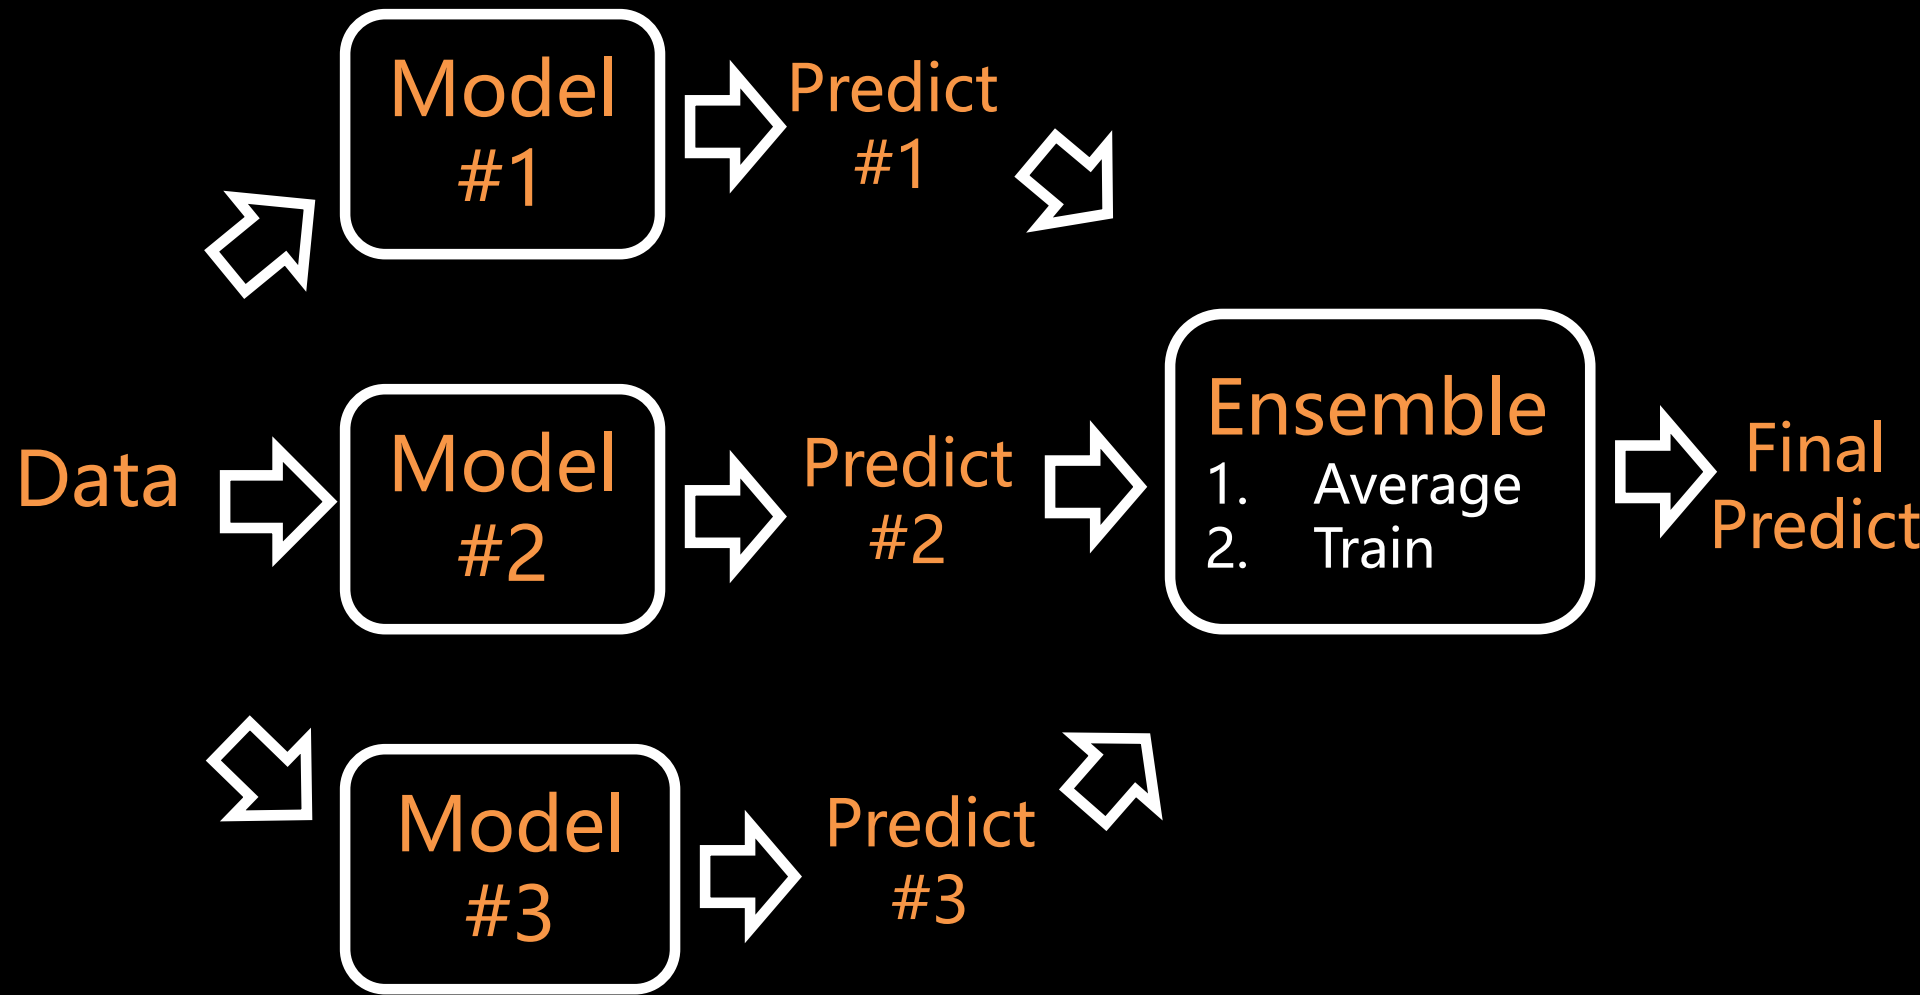 Model
#1
Predict
#1
Data
Model
#2
Predict
#2
Ensemble
1. Average
2. Train
Final
Predict
Model
#3
Predict
#3